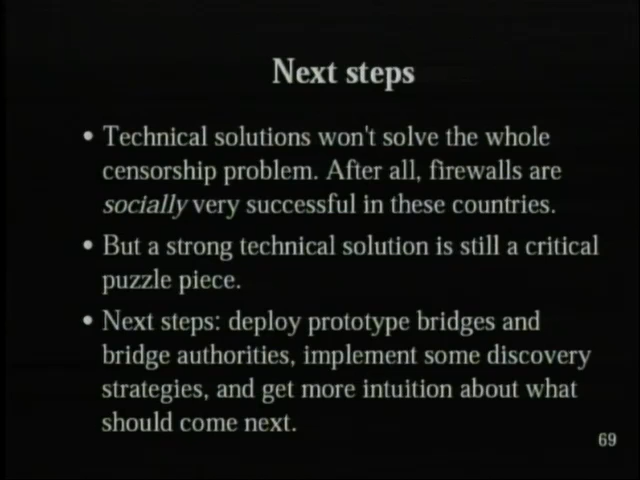 Next steps
• Technical solutions won't solve the whole
censorship problem. After all, firewalls are
socially very successful in these countries.
• But a strong technical solution is still a critical
puzzle piece.
• Next steps: deploy prototype bridges and
bridge authorities, implement some discovery
strategies, and get more intuition about what
should come next.
69